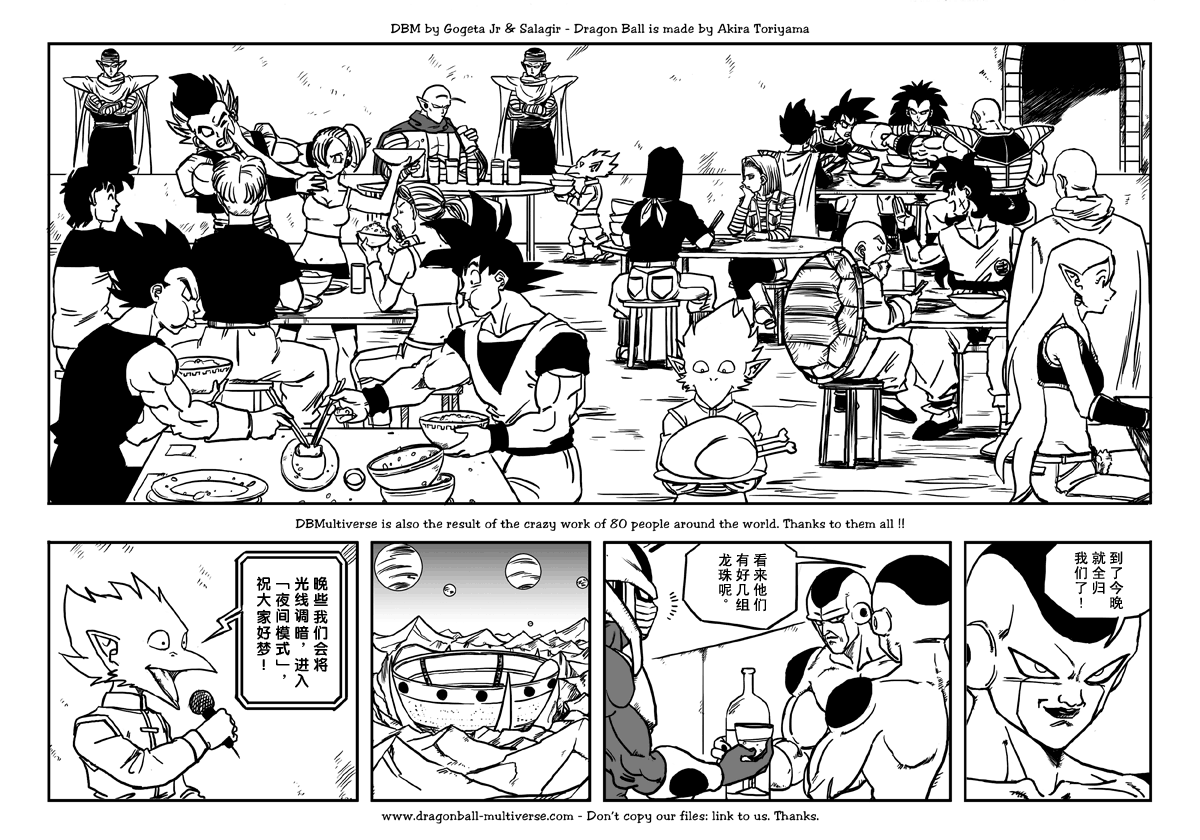 DBM by Gogeta Jr & Salagir - Dragon Ball is made by Akira Toriyama
DBMultiverse is also the result of the crazy work of 80 people around the world. Thanks to them all !!
晚些我们会将
光线调暗，进入
「夜间模式」，
祝大家好梦！
看来他们
有好几组
龙珠呢。
到了今晚
就全归
我们了！
www.dragonball-multiverse.com - Don't copy our files: link to us. Thanks.